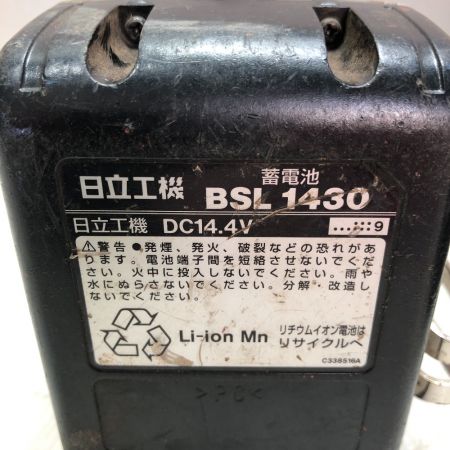 蓄電池
日立工機 BSL 1430
日立工機 DC14.4V ...:::9
⚠警告●発煙、発火、破裂などの恐れがあ
ります。電池端子間を短絡させないでくだ
さい。火中に投入しないでください。雨や
水にぬらさないでください。分解・改造し
ないでください。
Li-ion Mn
リチウムイオン電池は
リサイクルへ
C338516A
>PC<